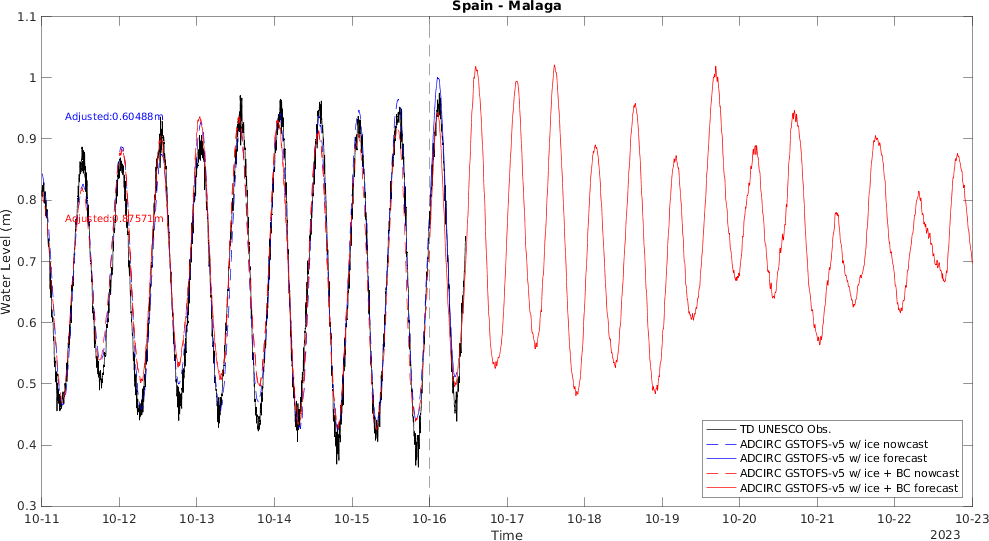 Spain - Malaga
1.1
1
0.9
0.8
0.7
0.6
0.5
0.4
0.3
Water Level (m)
Adjusted:0.60488m
Adjusted:0.87571m
TD UNESCO Obs.
ADCIRC GSTOFS-v5 w/ ice nowcast
ADCIRC GSTOFS-v5 w/ ice forecast
ADCIRC GSTOFS-v5 w/ ice + BC nowcast
ADCIRC GSTOFS-v5 w/ ice + BC forecast
10-11 10-12 10-13 10-14 10-15 10-16 10-17 10-18 10-19 10-20 10-21 10-22 10-23
Time
2023